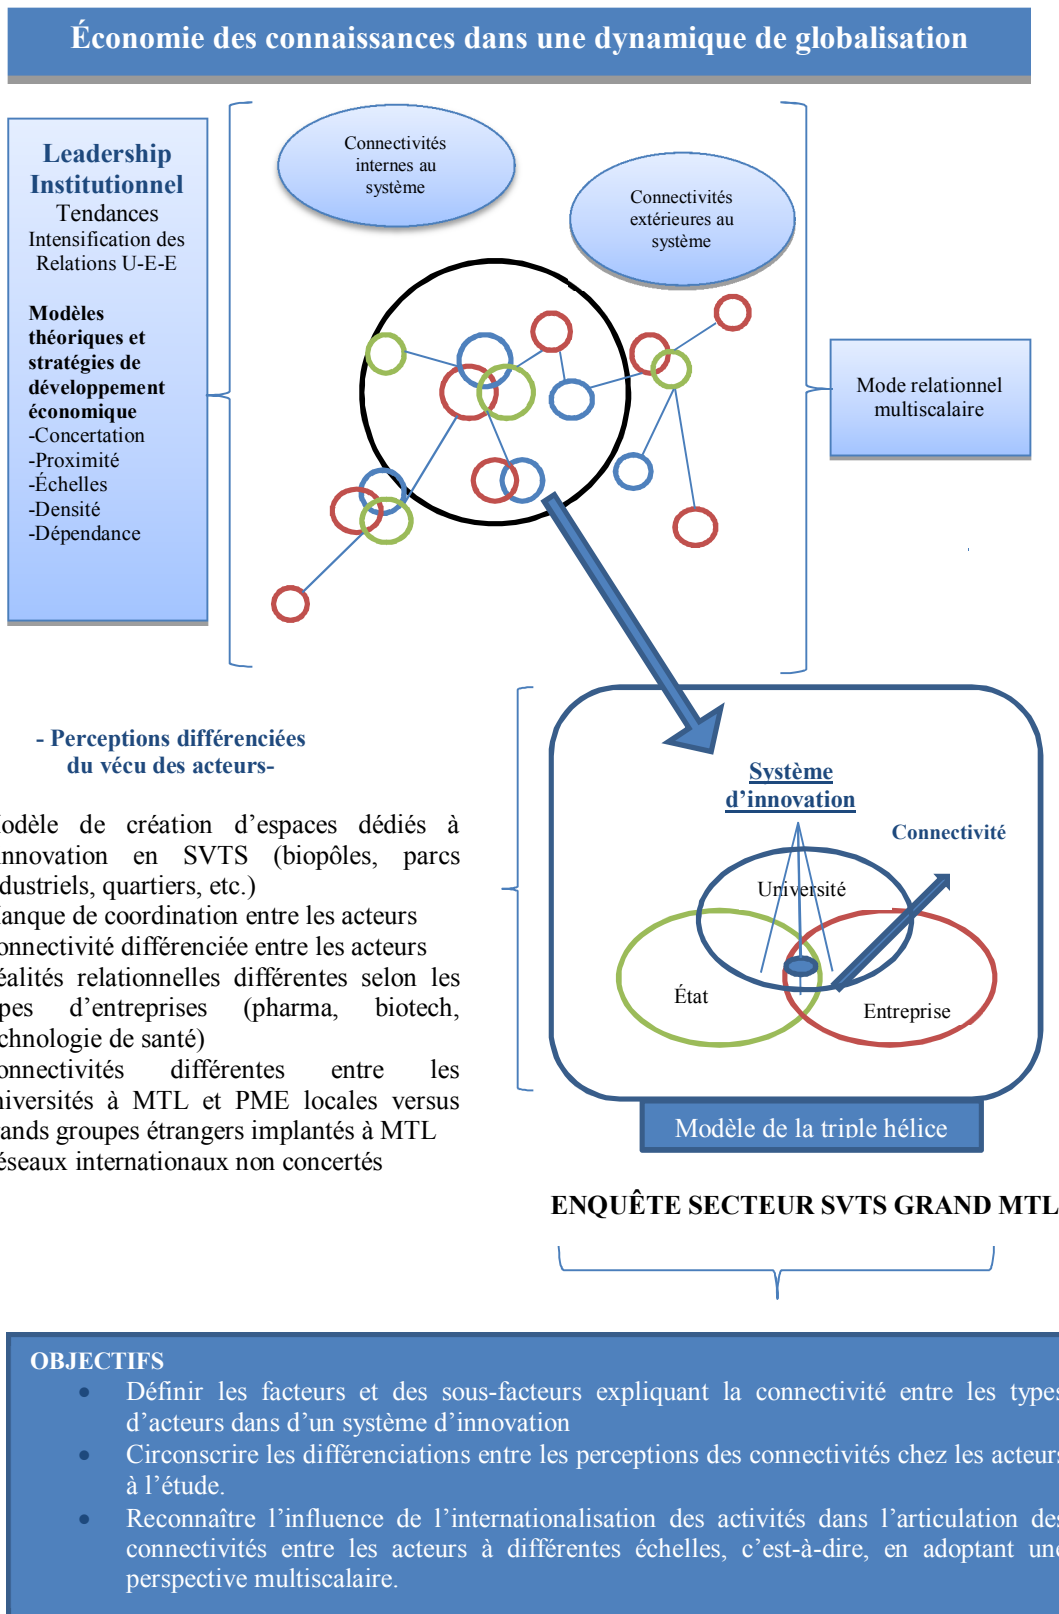 Économie des connaissances dans une dynamique de globalisation
Leadership
Institutionnel
Tendances
Intensification des
Relations U-E-E
Modèles
théoriques et
stratégies de
développement
économique
-Concertation
-Proximité
-Échelles
-Densité
-Dépendance
Connectivités
internes au
système
Connectivités
extérieures au
système
Mode relationnel
multiscalaire
- Perceptions différenciées
du vécu des acteurs-
odèle de création d’espaces dédiés à
innovation en SVTS (biopôles, parcs
dustriels, quartiers, etc.)
anque de coordination entre les acteurs
onnectivité différenciée entre les acteurs
éalités relationnelles différentes selon les
pes d’entreprises (pharma, biotech,
chnologie de santé)
onnectivités différentes entre les
niversités à MTL et PME locales versus
ands groupes étrangers implantés à MTL
éseaux internationaux non concertés
Système
d’innovation
Connectivité
Université
État
Entreprise
Modèle de la triple hélice
ENQUÊTE SECTEUR SVTS GRAND MTL
OBJECTIFS
• Définir les facteurs et des sous-facteurs expliquant la connectivité entre les types
d’acteurs dans d’un système d’innovation
• Circonscrire les différenciations entre les perceptions des connectivités chez les acteurs
à l’étude.
• Reconnaître l’influence de l’internationalisation des activités dans l’articulation des
connectivités entre les acteurs à différentes échelles, c’est-à-dire, en adoptant une
perspective multiscalaire.